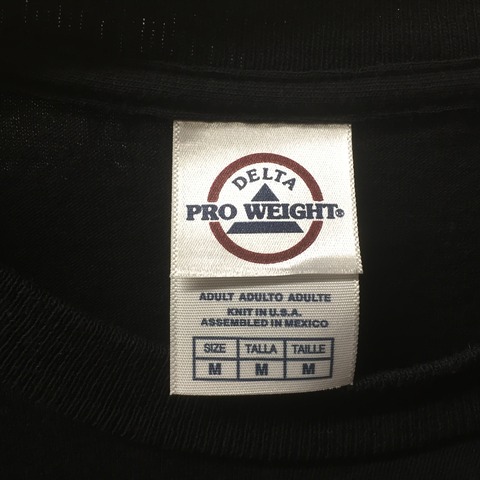 DELTA
PRO WEIGHT®
ADULT ADULTO ADULTE
KNIT IN U.S.A.
ASSEMBLED IN MEXICO
SIZE TALLA TAILLE
M M M